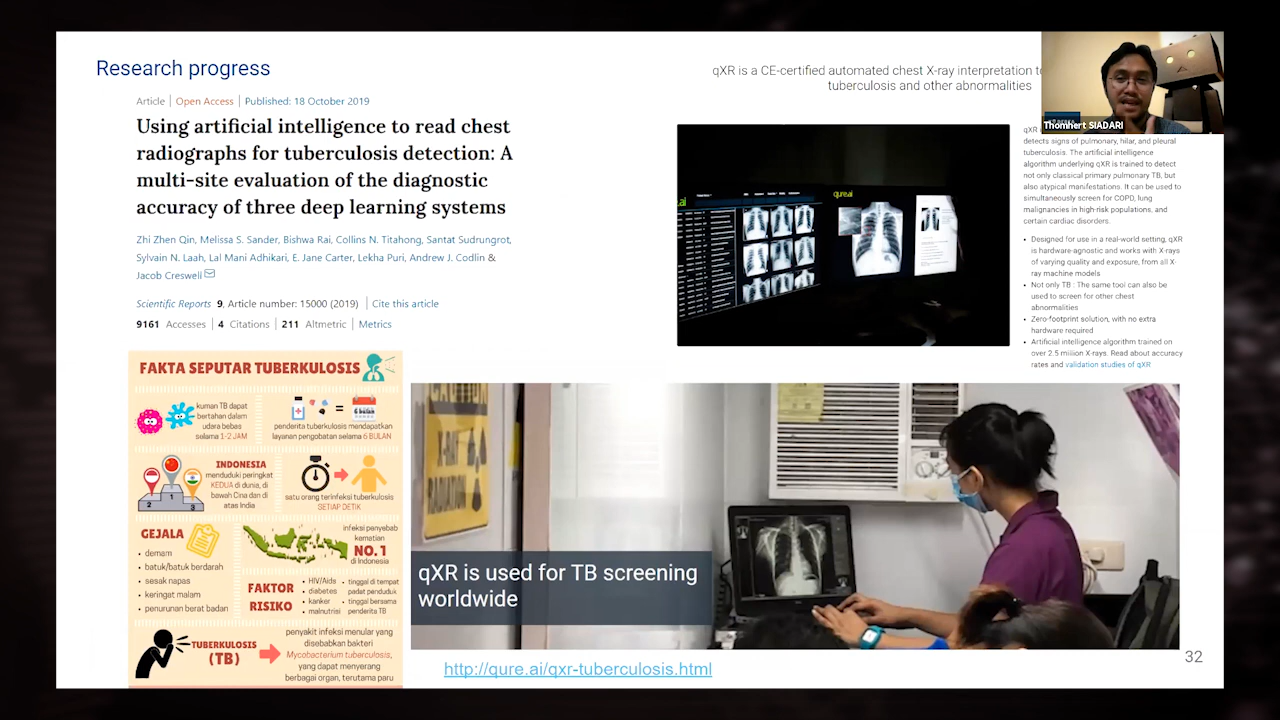 Research progress
Article | Open Access | Published: 18 October 2019
Using artificial intelligence to read chest
radiographs for tuberculosis detection: A
multi-site evaluation of the diagnostic
accuracy of three deep learning systems
Zhi Zhen Qin, Melissa S. Sander, Bishwa Rai, Collins N. Titahong, Santat Sudrungrot,
Sylvain N. Laah, Lal Mani Adhikari, E. Jane Carter, Lekha Puri, Andrew J. Codlin &
Jacob Creswell
Scientific Reports 9, Article number: 15000 (2019) | Cite this article
9161 Accesses | 4 Citations | 211 Altmetric | Metrics
qXR is a CE-certified automated chest X-ray interpretation
tuberculosis and other abnormalities
Thomhert SIADARI
qXR
detects signs of pulmonary, hilar, and pleural
tuberculosis. The artificial intelligence
algorithm underlying qXR is trained to detect
not only classical primary pulmonary TB, but
also atypical manifestations. It can be used to
simultaneously screen for COPD, lung
malignancies in high-risk populations, and
certain cardiac disorders.
• Designed for use in a real-world setting, qXR
is hardware-agnostic and works with X rays
of varying quality and exposure, from all X-
ray machine models
• Not only TB : The same tool can also be
used to screen for other chest
abnormalities
• Zero-footprint solution, with no extra
hardware required
• Artificial intelligence algorithm trained on
over 2.5 million X-rays. Read about accuracy
rates and validation studies of qXR
.ai
qure.ai
FAKTA SEPUTAR TUBERKULOSIS
kuman TB dapat
bertahan dalam
udara bebas
selama 1-2 JAM
=
6 bulan
penderita tuberkulosis mendapatkan
layanan pengobatan selama 6 BULAN
1
2
3
INDONESIA
menduduki peringkat
KEDUA di dunia, di
bawah Cina dan di
atas India
satu orang terinfeksi tuberkulosis
SETIAP DETIK
GEJALA
• demam
• batuk/batuk berdarah
• sesak napas
• keringat malam
• penurunan berat badan
infeksi penyebab
kematian
NO. 1
di Indonesia
FAKTOR
RISIKO
• HIV/Aids
• diabetes
• kanker
• malnutrisi
• tinggal di tempat
padat penduduk
• tinggal bersama
penderita TB
TUBERKULOSIS
(TB)
penyakit infeksi menular yang
disebabkan bakteri
Mycobacterium tuberculosis,
yang dapat menyerang
berbagai organ, terutama paru
CAUTION
X-RAY
RADIATION
qXR is used for TB screening
worldwide
http://qure.ai/qxr-tuberculosis.html
32